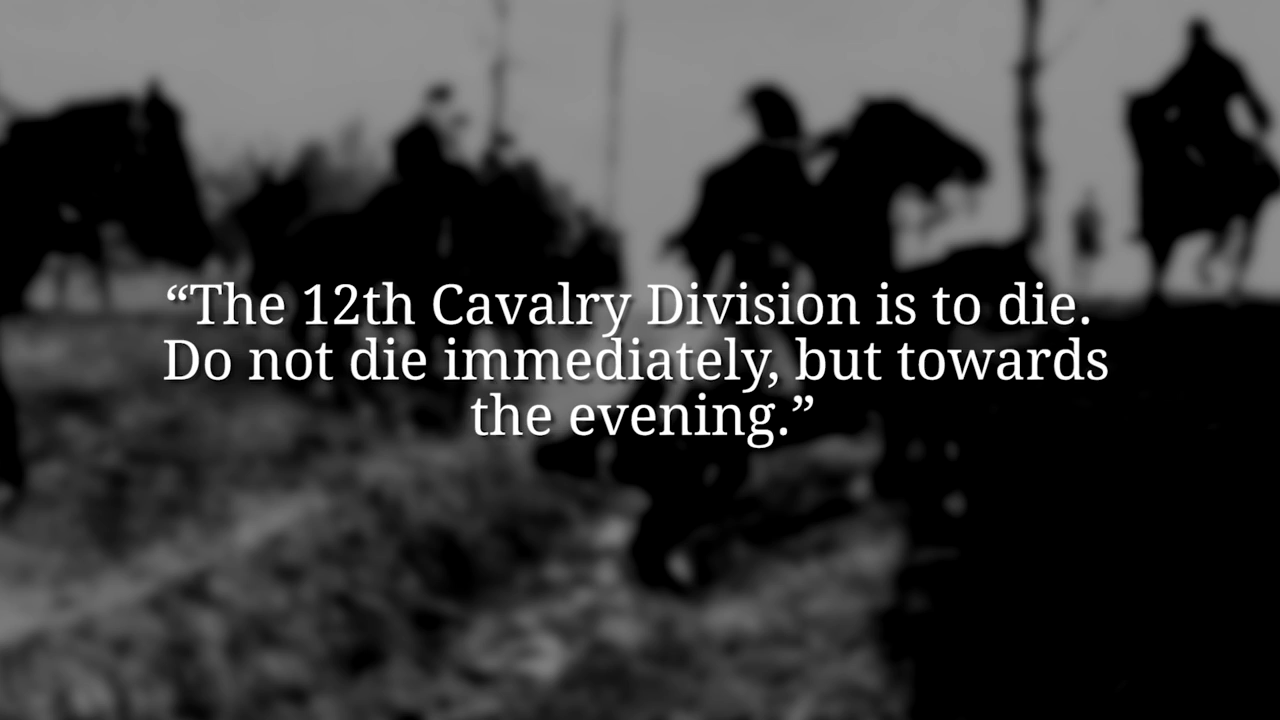 “The 12th Cavalry Division is to die.
Do not die immediately, but towards
the evening.”